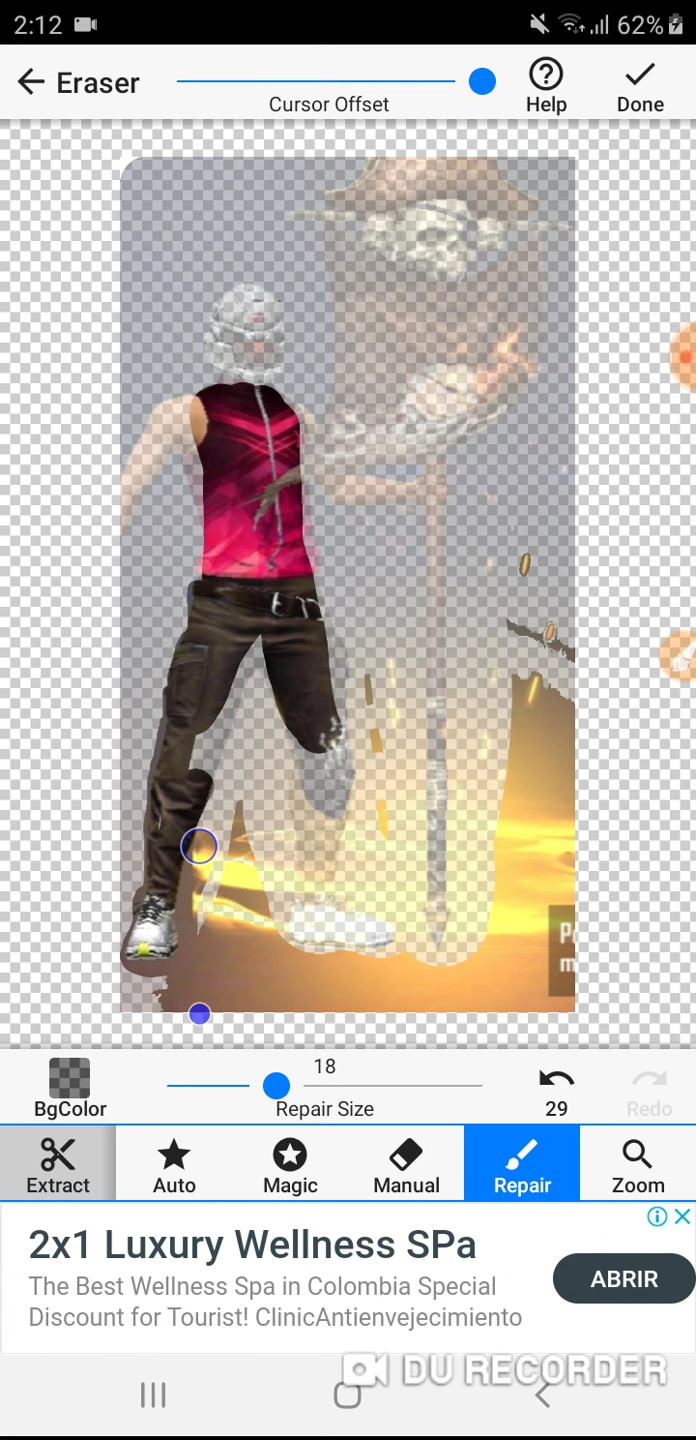 2:12
62%
Eraser
Cursor Offset
Help
Done
P
m
18
BgColor
Repair Size
29
Redo
Extract
Auto
Magic
Manual
Repair
Zoom
2x1 Luxury Wellness SPa
The Best Wellness Spa in Colombia Special
Discount for Tourist! ClinicAntienvejecimiento
ABRIR
DU RECORDER